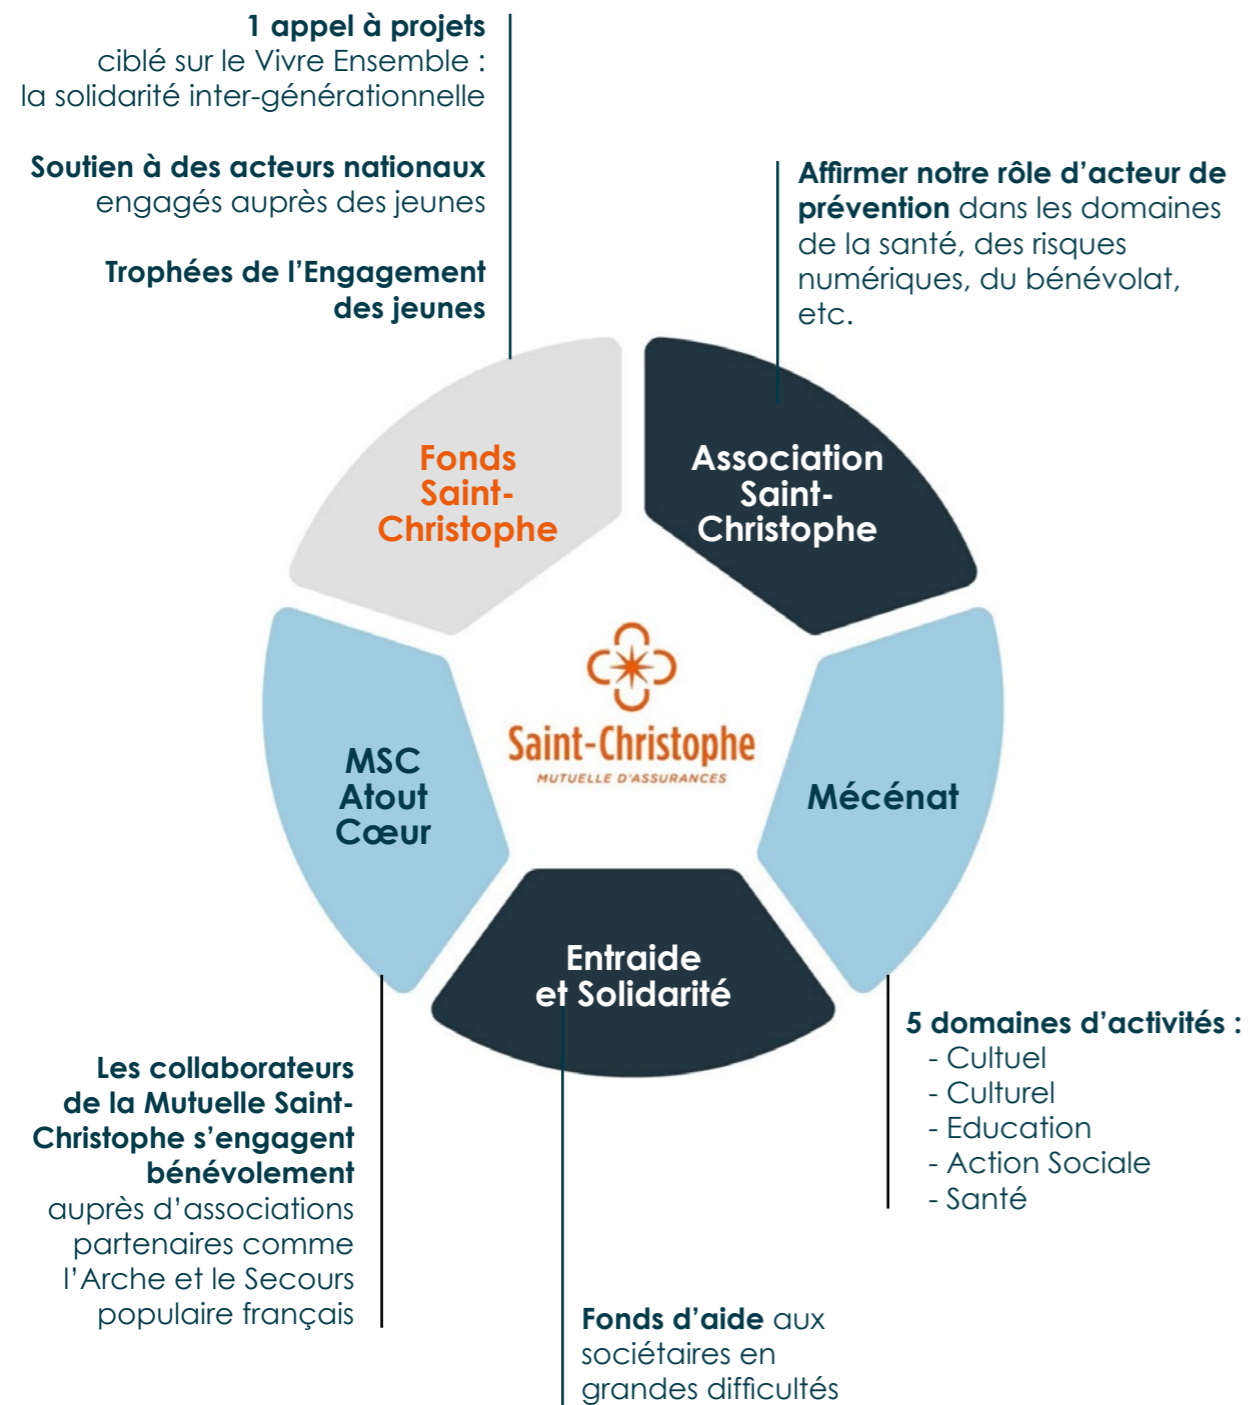 1 appel à projets
ciblé sur le Vivre Ensemble :
la solidarité inter-générationnelle
Soutien à des acteurs nationaux
engagés auprès des jeunes
Trophées de l’Engagement
des jeunes
Affirmer notre rôle d’acteur de
prévention dans les domaines
de la santé, des risques
numériques, du bénévolat,
etc.
Fonds
Saint-
Christophe
Association
Saint-
Christophe
Saint-Christophe
MUTUELLE D'ASSURANCES
MSC
Atout
Cœur
Mécénat
Entraide
et Solidarité
5 domaines d’activités :
- Cultuel
- Culturel
- Education
- Action Sociale
- Santé
Les collaborateurs
de la Mutuelle Saint-
Christophe s’engagent
bénévolement
auprès d’associations
partenaires comme
l’Arche et le Secours
populaire français
Fonds d’aide aux
sociétaires en
grandes difficultés